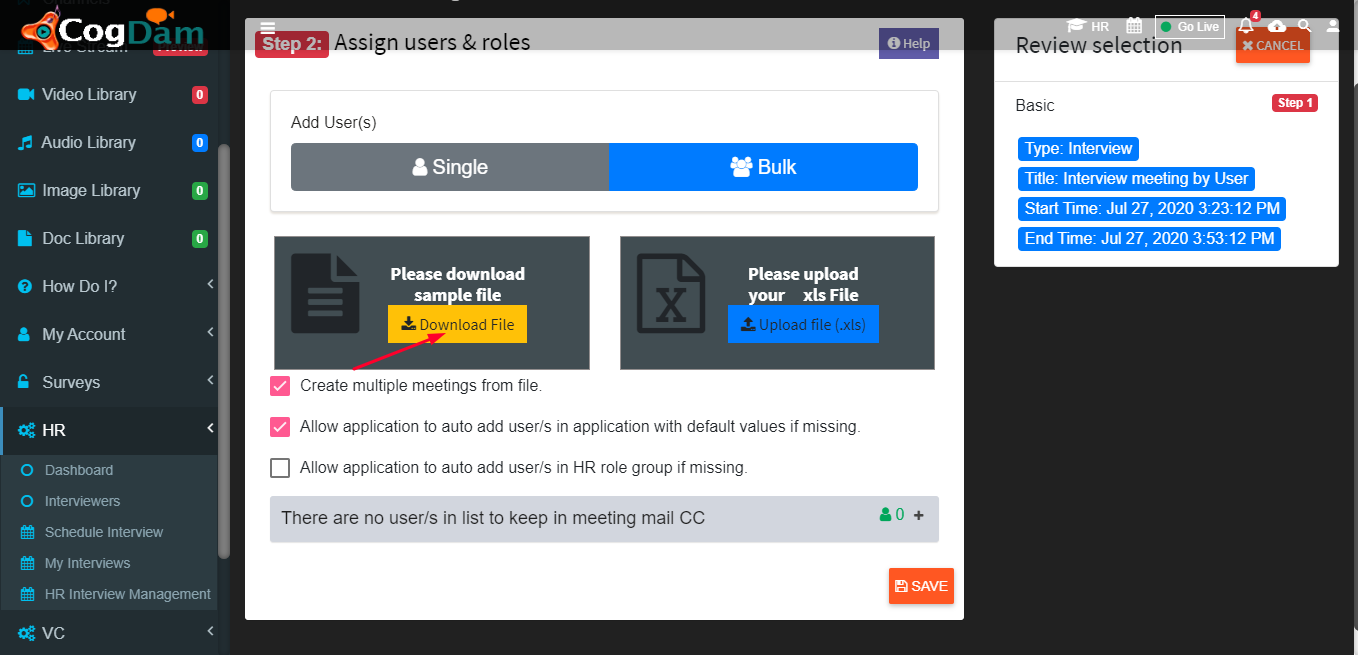 Channels
CogDam
Live Stream
Video Library 0
Audio Library 0
Image Library 0
Doc Library 0
How Do I?
My Account
Surveys
HR
Dashboard
Interviewers
Schedule Interview
My Interviews
HR Interview Management
VC
HR
Go Live
4
Step 2: Assign users & roles
Help
Add User(s)
Single
Bulk
Please download
sample file
Download File
Please upload
your xls File
Upload file (.xls)
Create multiple meetings from file.
Allow application to auto add user/s in application with default values if missing.
Allow application to auto add user/s in HR role group if missing.
There are no user/s in list to keep in meeting mail CC 0 +
SAVE
Review selection
CANCEL
Basic
Step 1
Type: Interview
Title: Interview meeting by User
Start Time: Jul 27, 2020 3:23:12 PM
End Time: Jul 27, 2020 3:53:12 PM